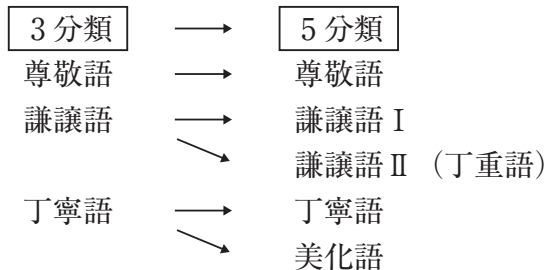 ３分類 → ５分類
尊敬語 → 尊敬語
謙譲語 → 謙譲語Ⅰ
謙譲語Ⅱ（丁重語）
丁寧語 → 丁寧語
美化語